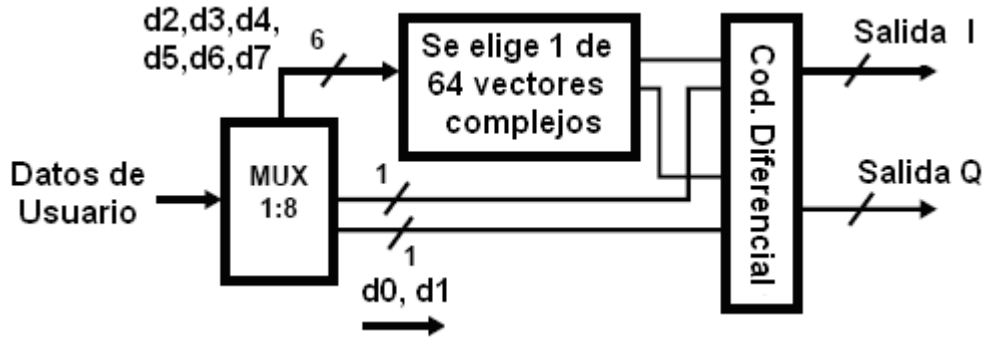 d2,d3,d4,
d5,d6,d7
6
Se elige 1 de
64 vectores
complejos
Cod. Diferencial
Salida I
Datos de
Usuario
MUX
1:8
1
1
d0, d1
Salida Q